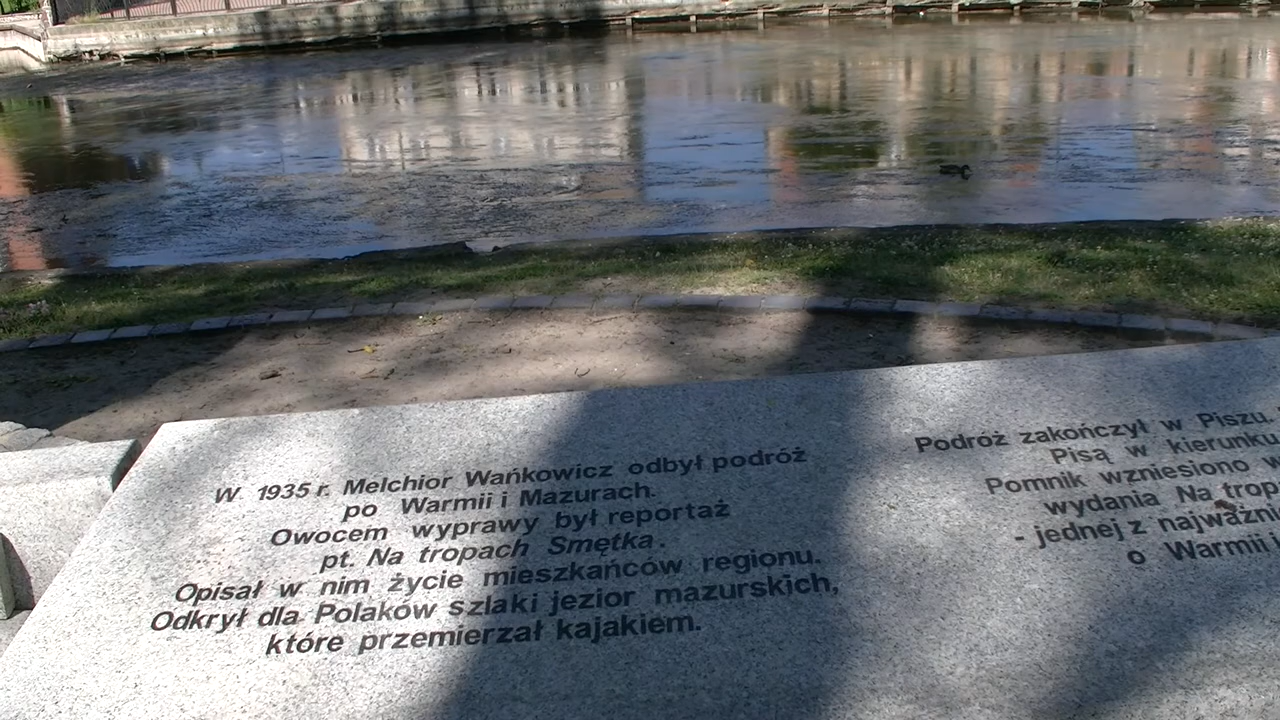 W 1935 r. Melchior Wańkowicz odbył podróż
po Warmii i Mazurach.
Owocem wyprawy był reportaż
pt. Na tropach Smętka.
Opisał w nim życie mieszkańców regionu.
Odkrył dla Polaków szlaki jezior mazurskich,
które przemierzał kajakiem.
Podróż zakończył w Piszu.
Pisą w kierunku
Pomnik wzniesiono w
wydania Na
- jednej z
o Warmii i